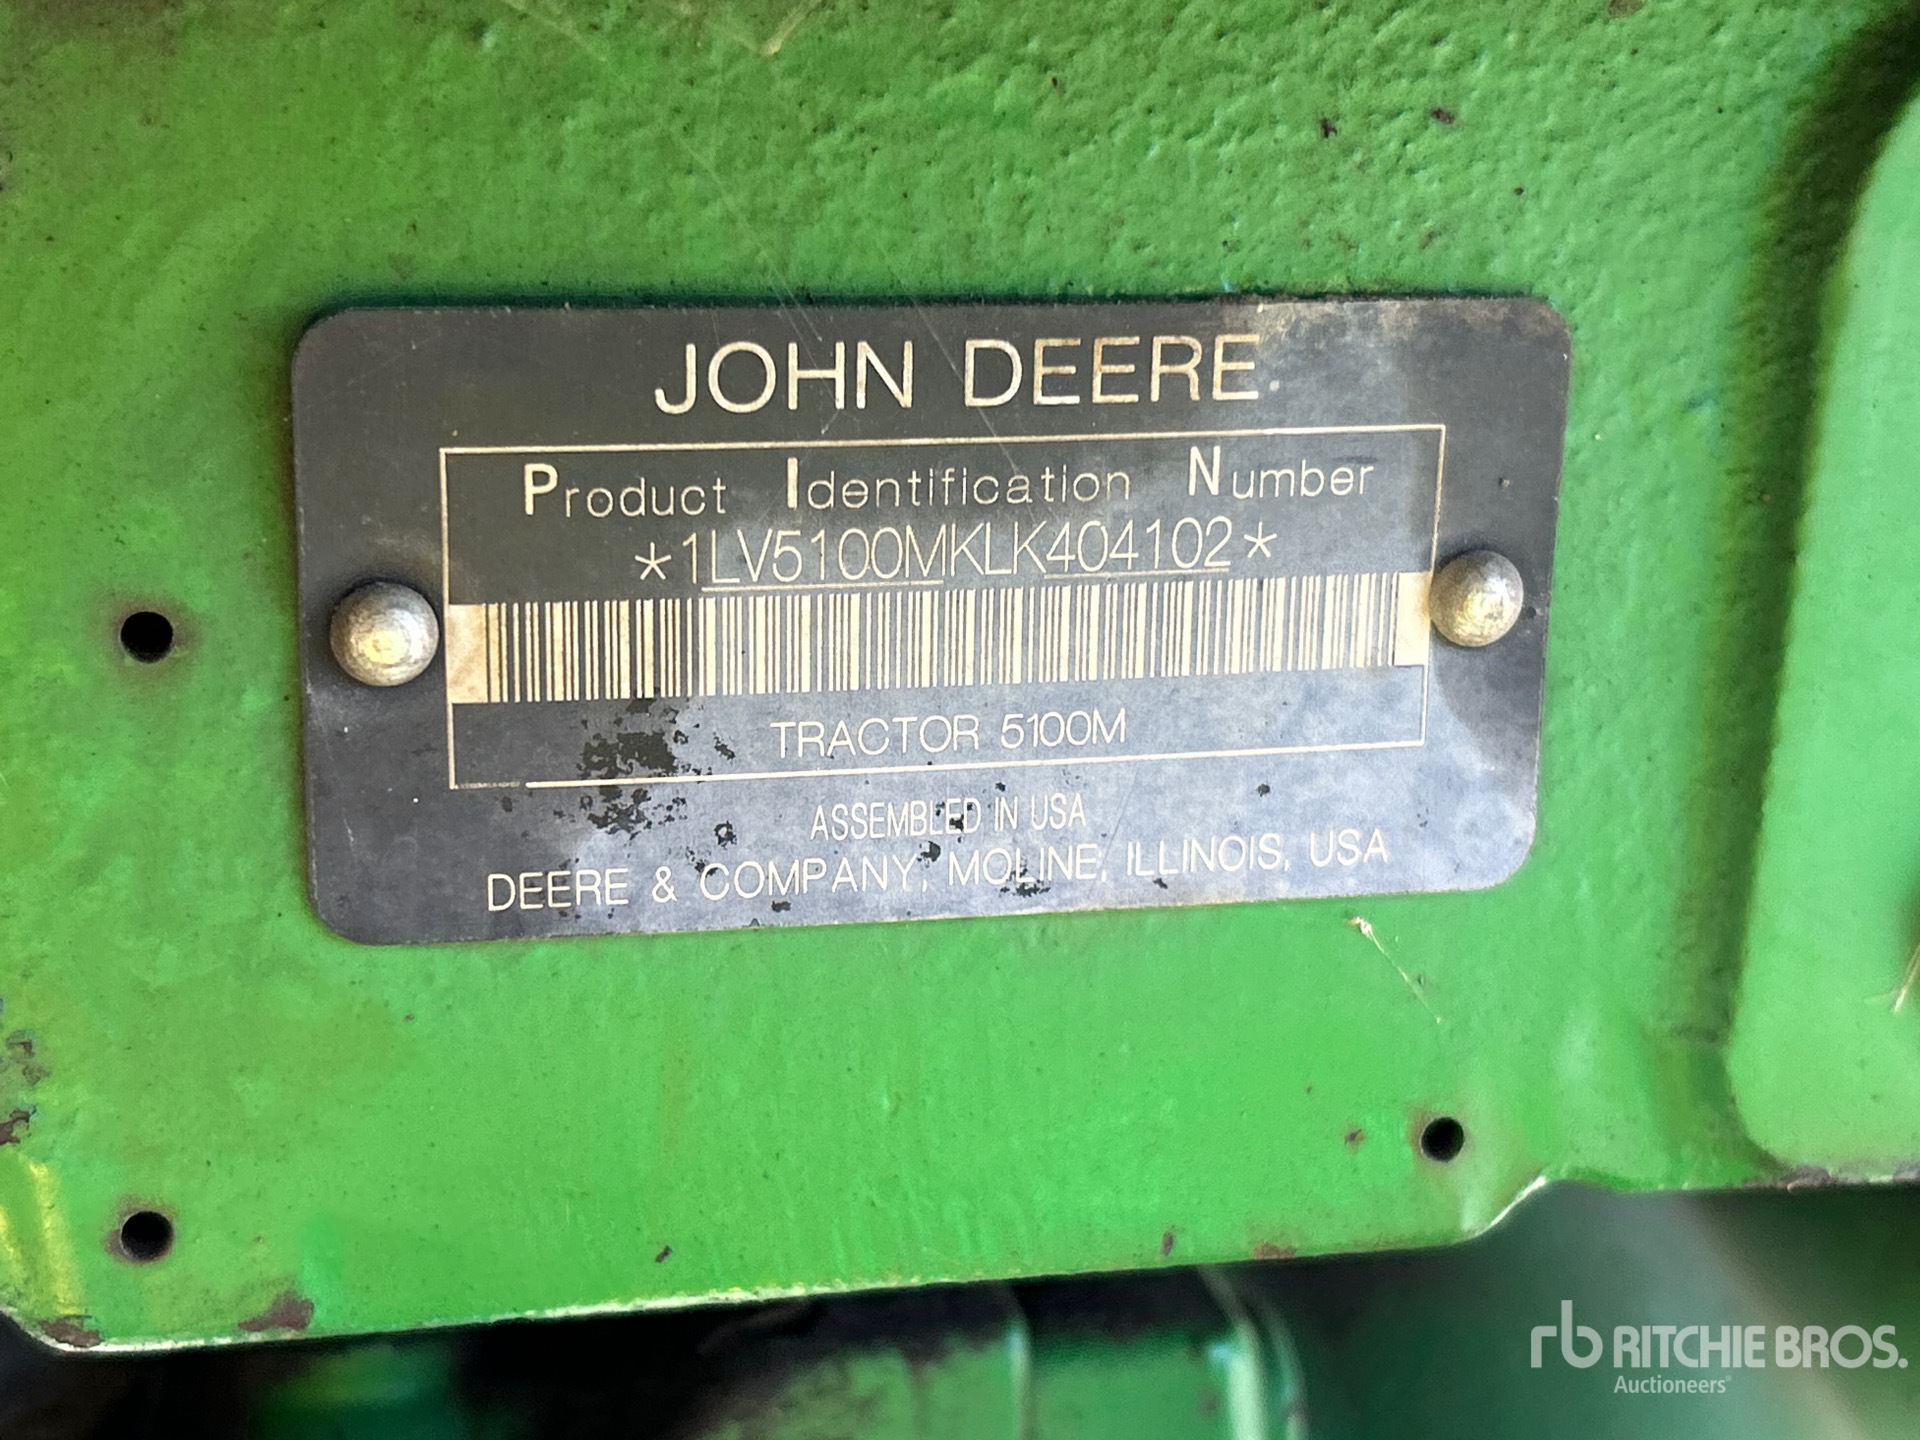 JOHN DEERE
Product Identification Number
*1LV5100MKLK404102*
TRACTOR 5100M
ASSEMBLED IN USA
DEERE & COMPANY, MOLINE, ILLINOIS, USA
rb RITCHIE BROS.
Auctioneers